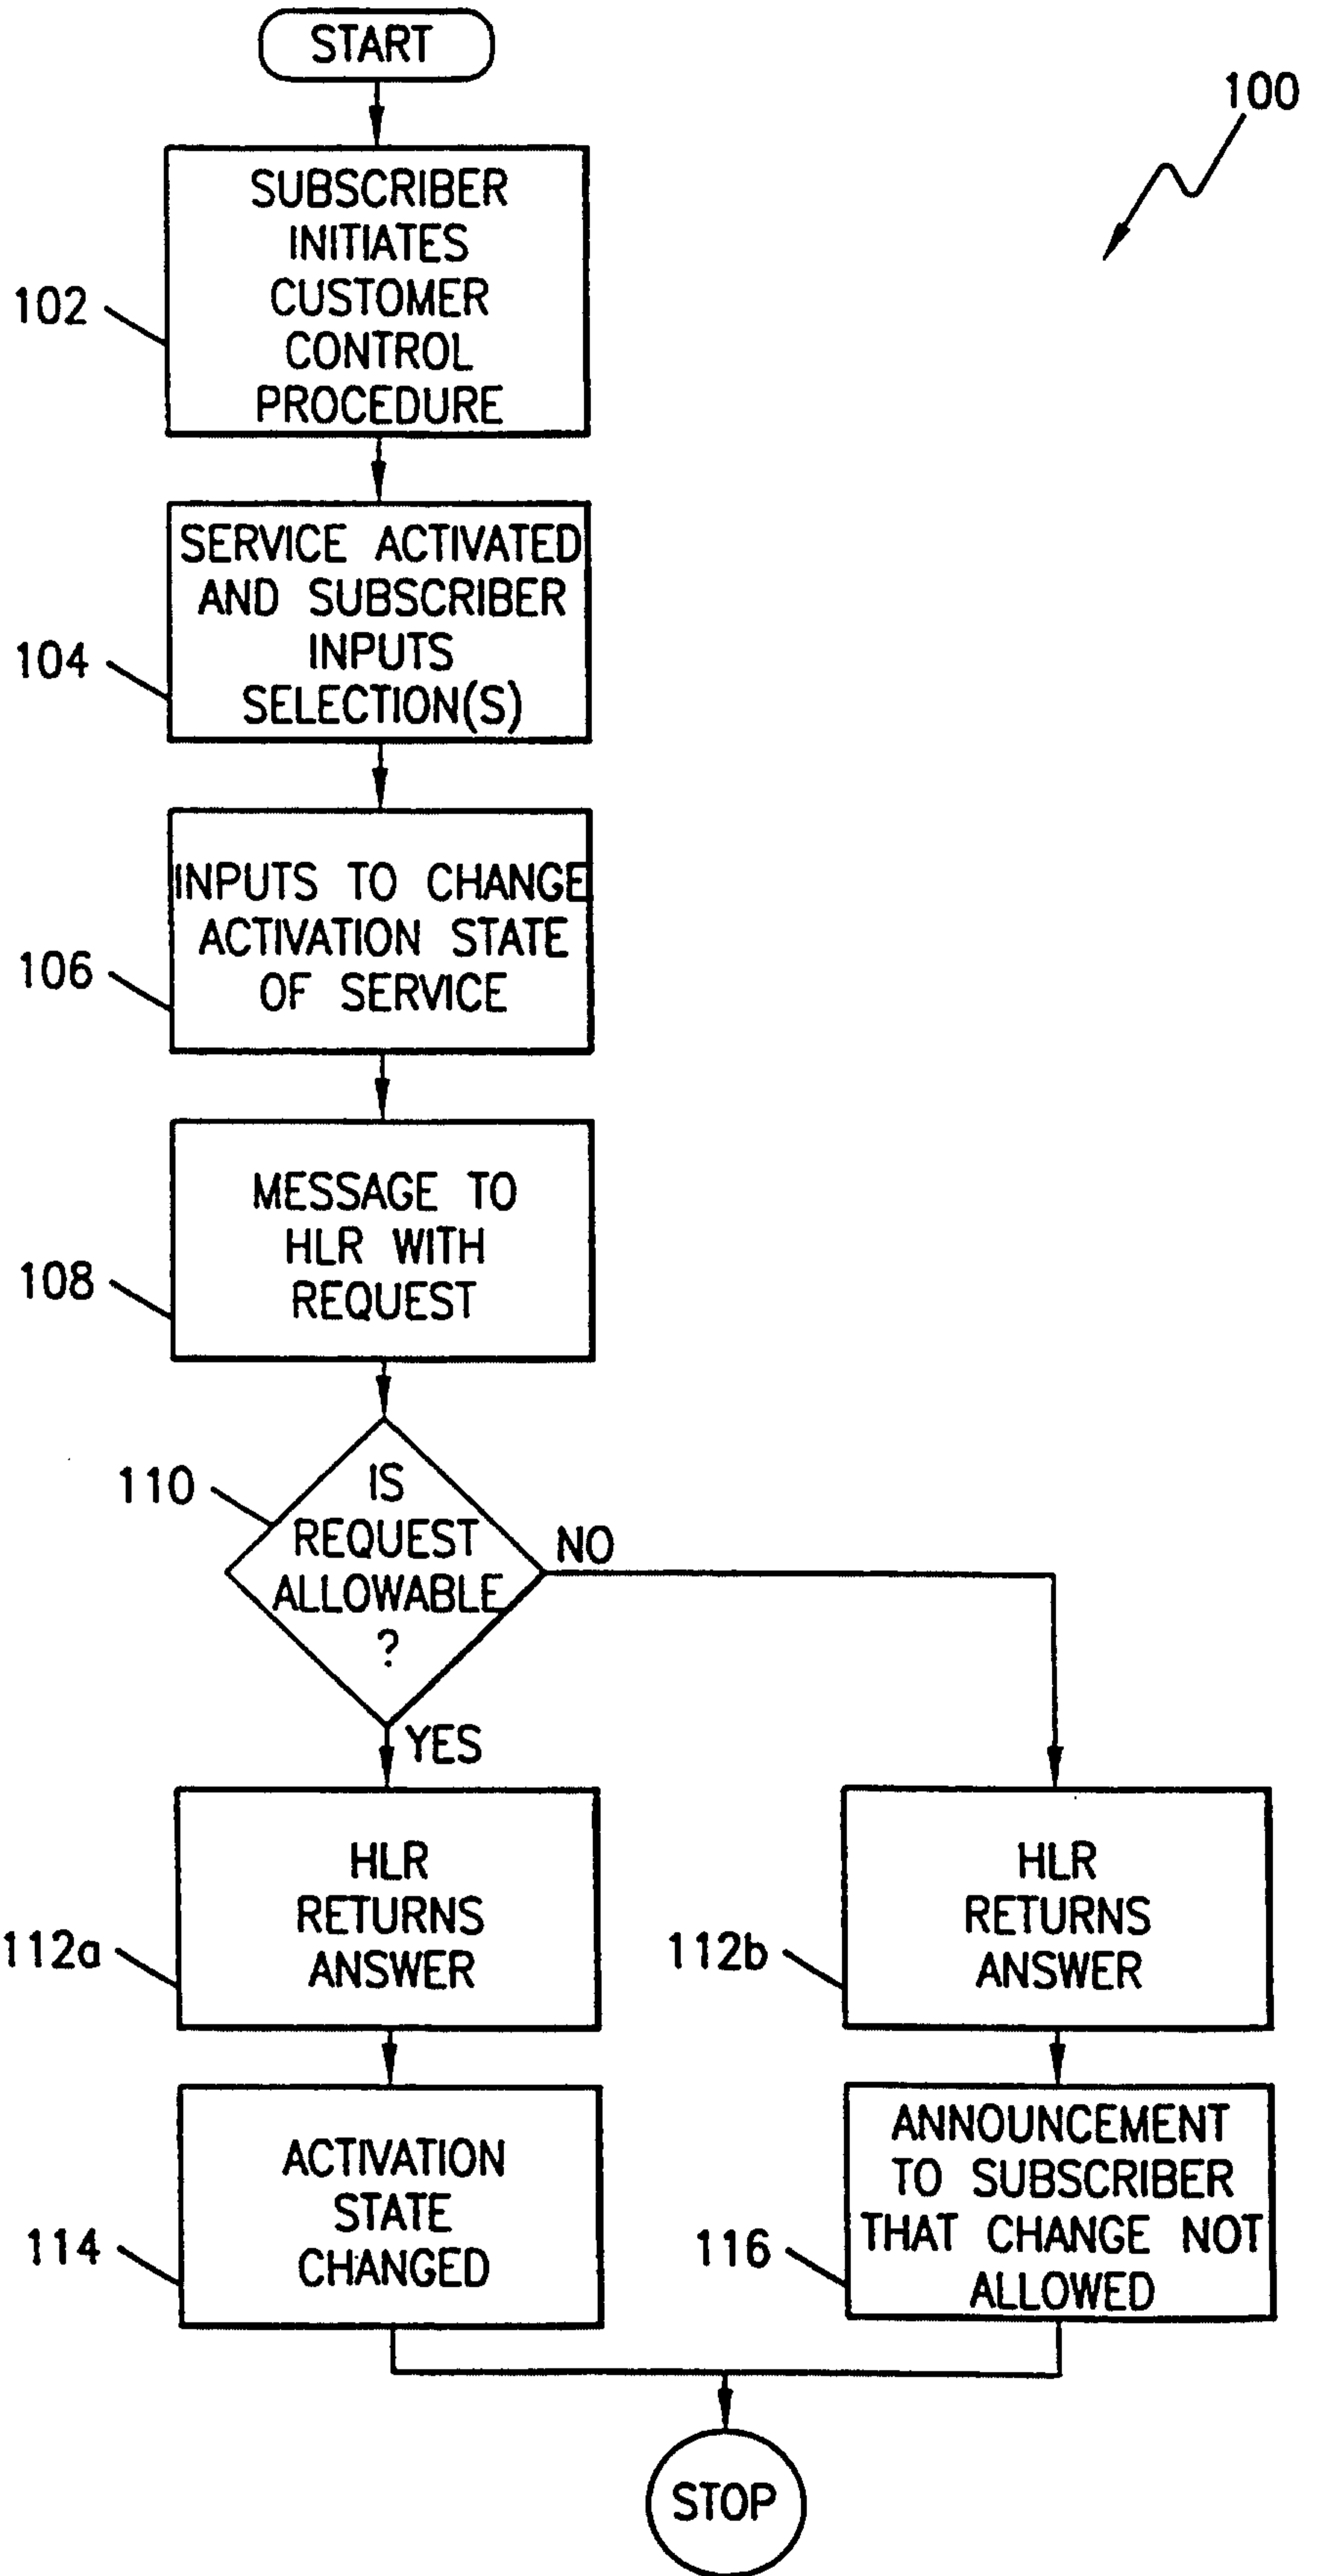 START
100
SUBSCRIBER
INITIATES
CUSTOMER
CONTROL
PROCEDURE
102
SERVICE ACTIVATED
AND SUBSCRIBER
INPUTS
SELECTION(S)
104
INPUTS TO CHANGE
ACTIVATION STATE
OF SERVICE
106
MESSAGE TO
HLR WITH
REQUEST
108
IS
REQUEST
ALLOWABLE
?
110
NO
YES
HLR
RETURNS
ANSWER
112a
HLR
RETURNS
ANSWER
112b
ACTIVATION
STATE
CHANGED
114
ANNOUNCEMENT
TO SUBSCRIBER
THAT CHANGE NOT
ALLOWED
116
STOP